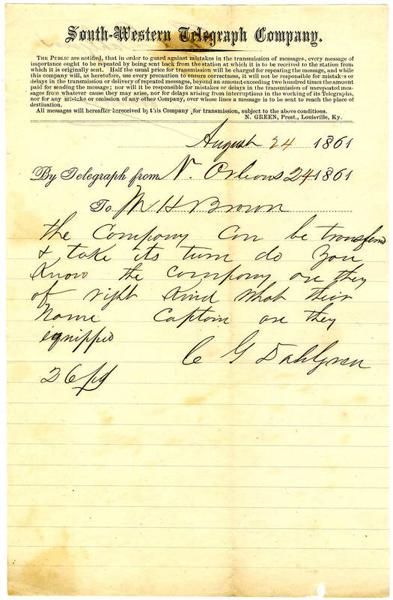 South-Western Telegraph Company.
THE PUBLIC are notified, that in order to guard against mistakes in the transmission of messages, every message of
importance ought to be repeated by being sent back from the station at which it is to be received to the station from
which it is originally sent. Half the usual price for transmission will be charged for repeating the message, and while
this company will, as heretofore, use every precaution to ensure correctness, it will not be responsible for mistakes or
delays in the transmission or delivery of repeated messages, beyond an amount exceeding two hundred times the amount
paid for sending the message; nor will it be responsible for mistakes or delays in the transmission of unrepeated messages
from whatever cause they may arise, nor for delays arising from interruptions in the working of its Telegraphs,
nor for any mistake or omission of any other Company, over whose lines a message is to be sent to reach the place of
destination.
All messages will hereafter be received by this Company for transmission, subject to the above conditions.
N. GREEN, Prest., Louisville, Ky.
August 24 1861
By Telegraph from N. Orleans 24 1861
To M H Brown
the Company can be transferd
& take its turn do you
Know the company are they
of right Kind what their
Name Captain are they
equipped
C G Dahlgren
26 pd